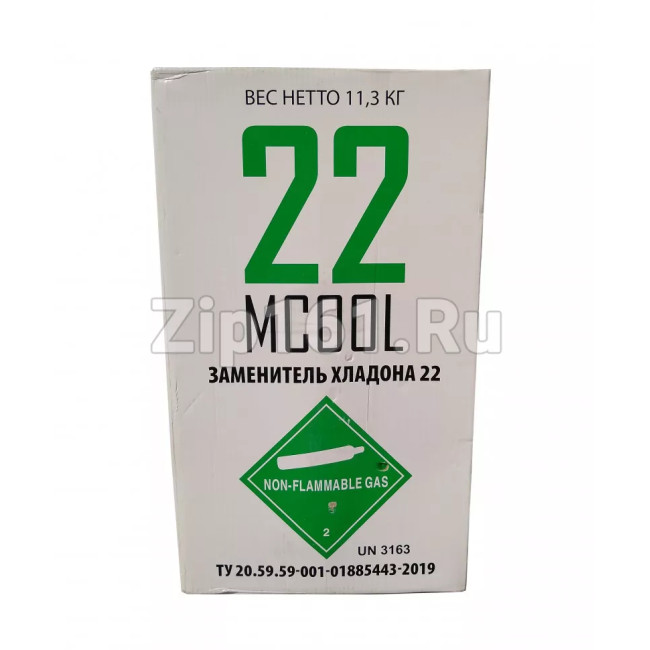 ВЕС НЕТТО 11,3 КГ
22
MCOOL
Zip161.Ru
ЗАМЕНИТЕЛЬ ХЛАДОНА 22
NON-FLAMMABLE GAS
2
UN 3163
ТУ 20.59.59-001-01885443-2019